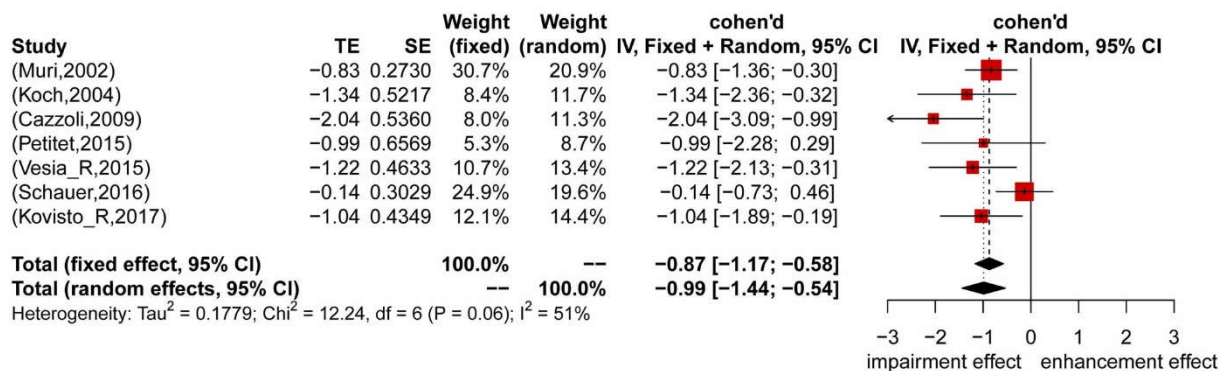 Weight Weight cohen'd cohen'd
Study TE SE (fixed) (random) IV, Fixed + Random, 95% CI IV, Fixed + Random, 95% CI
(Muri,2002) −0.83 0.2730 30.7% 20.9% −0.83 [−1.36; −0.30]
(Koch,2004) −1.34 0.5217 8.4% 11.7% −1.34 [−2.36; −0.32]
(Cazzoli,2009) −2.04 0.5360 8.0% 11.3% −2.04 [−3.09; −0.99]
(Petitet,2015) −0.99 0.6569 5.3% 8.7% −0.99 [−2.28; 0.29]
(Vesia_R,2015) −1.22 0.4633 10.7% 13.4% −1.22 [−2.13; −0.31]
(Schauer,2016) −0.14 0.3029 24.9% 19.6% −0.14 [−0.73; 0.46]
(Kovisto_R,2017) −1.04 0.4349 12.1% 14.4% −1.04 [−1.89; −0.19]
Total (fixed effect, 95% CI) 100.0% −− −0.87 [−1.17; −0.58]
Total (random effects, 95% CI) −− 100.0% −0.99 [−1.44; −0.54]
Heterogeneity: Tau² = 0.1779; Chi² = 12.24, df = 6 (P = 0.06); I² = 51%
−3 −2 −1 0 1 2 3
impairment effect enhancement effect